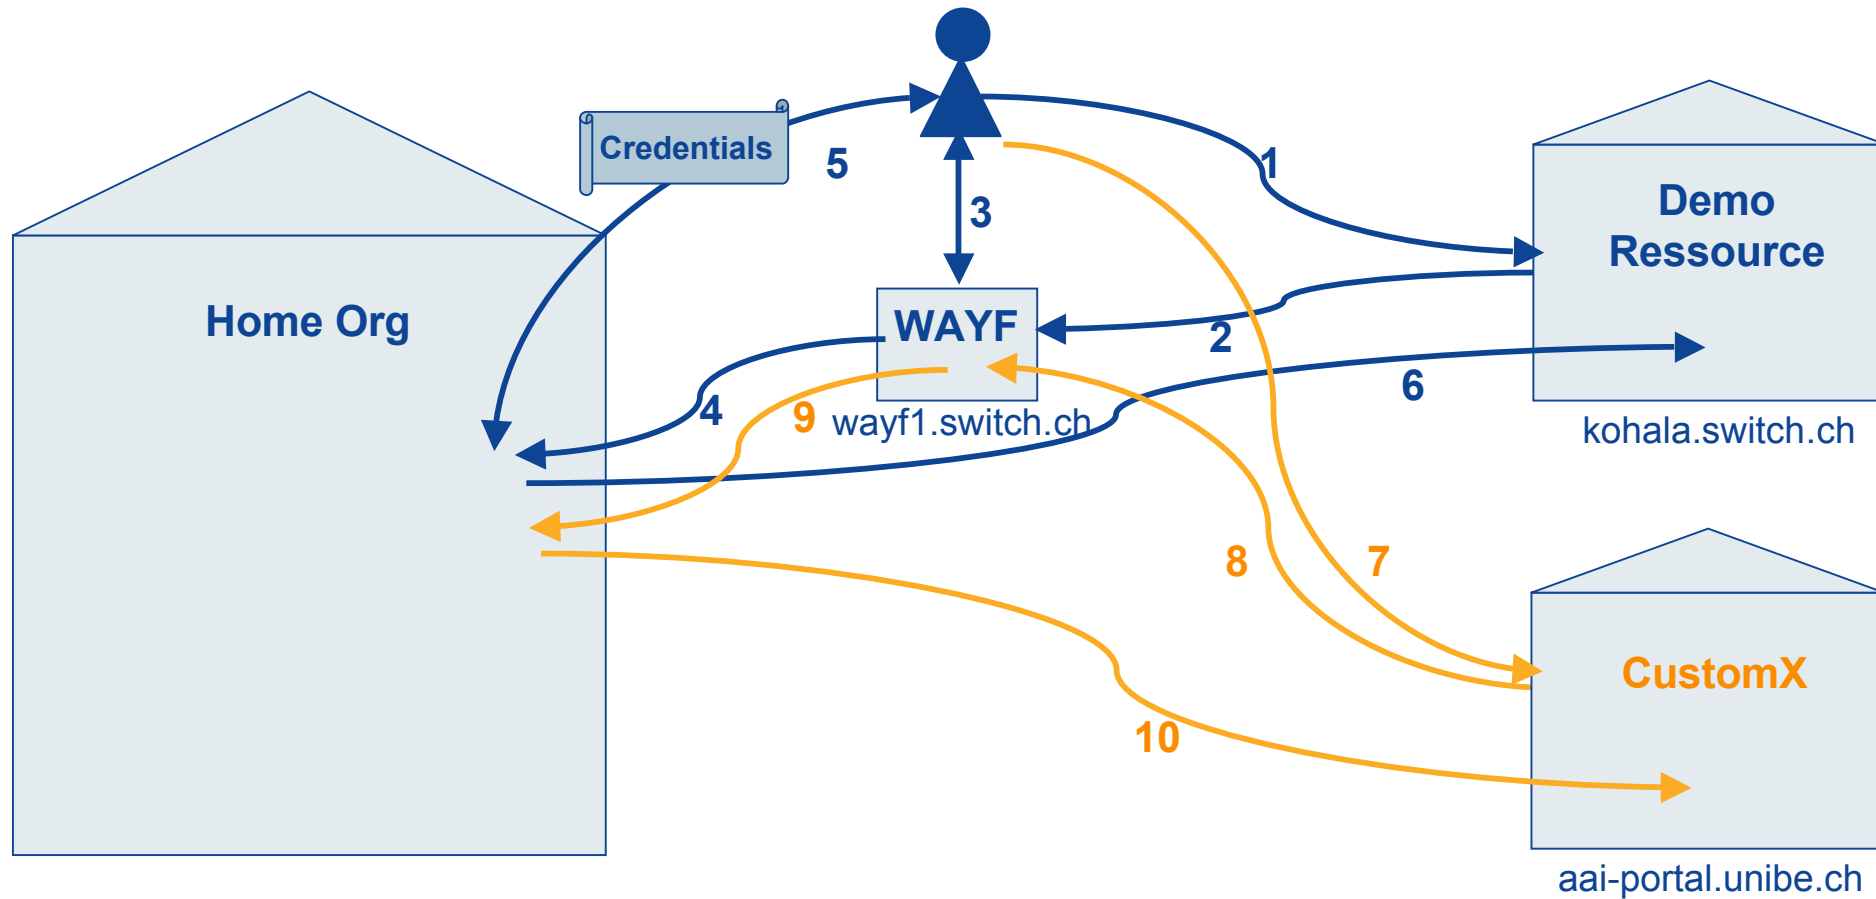 Credentials
5
1
3
Demo
Ressource
Home Org
WAYF
2
4
9
wayf1.switch.ch
6
kohala.switch.ch
8
7
CustomX
10
aai-portal.unibe.ch